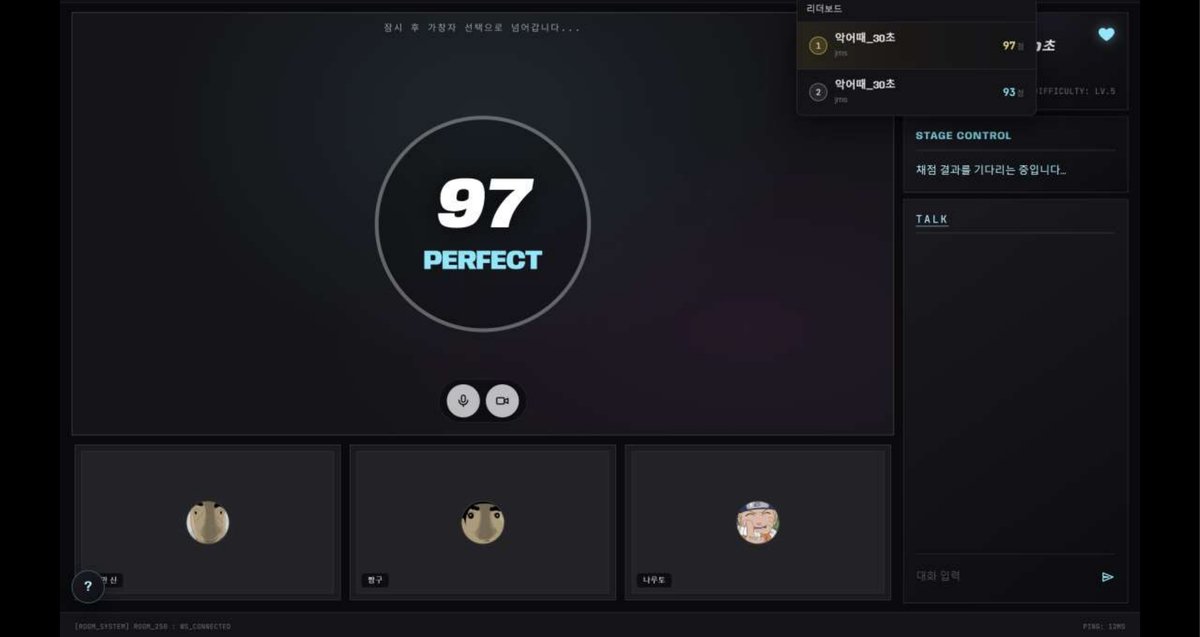 잠시 후 가창자 선택으로 넘어갑니다...
리더보드
1 악어떼_30초 97점
jms
2 악어떼_30초 93점
jms
초
DIFFICULTY: LV.5
97
PERFECT
STAGE CONTROL
채점 결과를 기다리는 중입니다...
TALK
짱구
나루토
?
대화 입력
[ROOM_SYSTEM] ROOM_250 : WS_CONNECTED
PING: 12MS